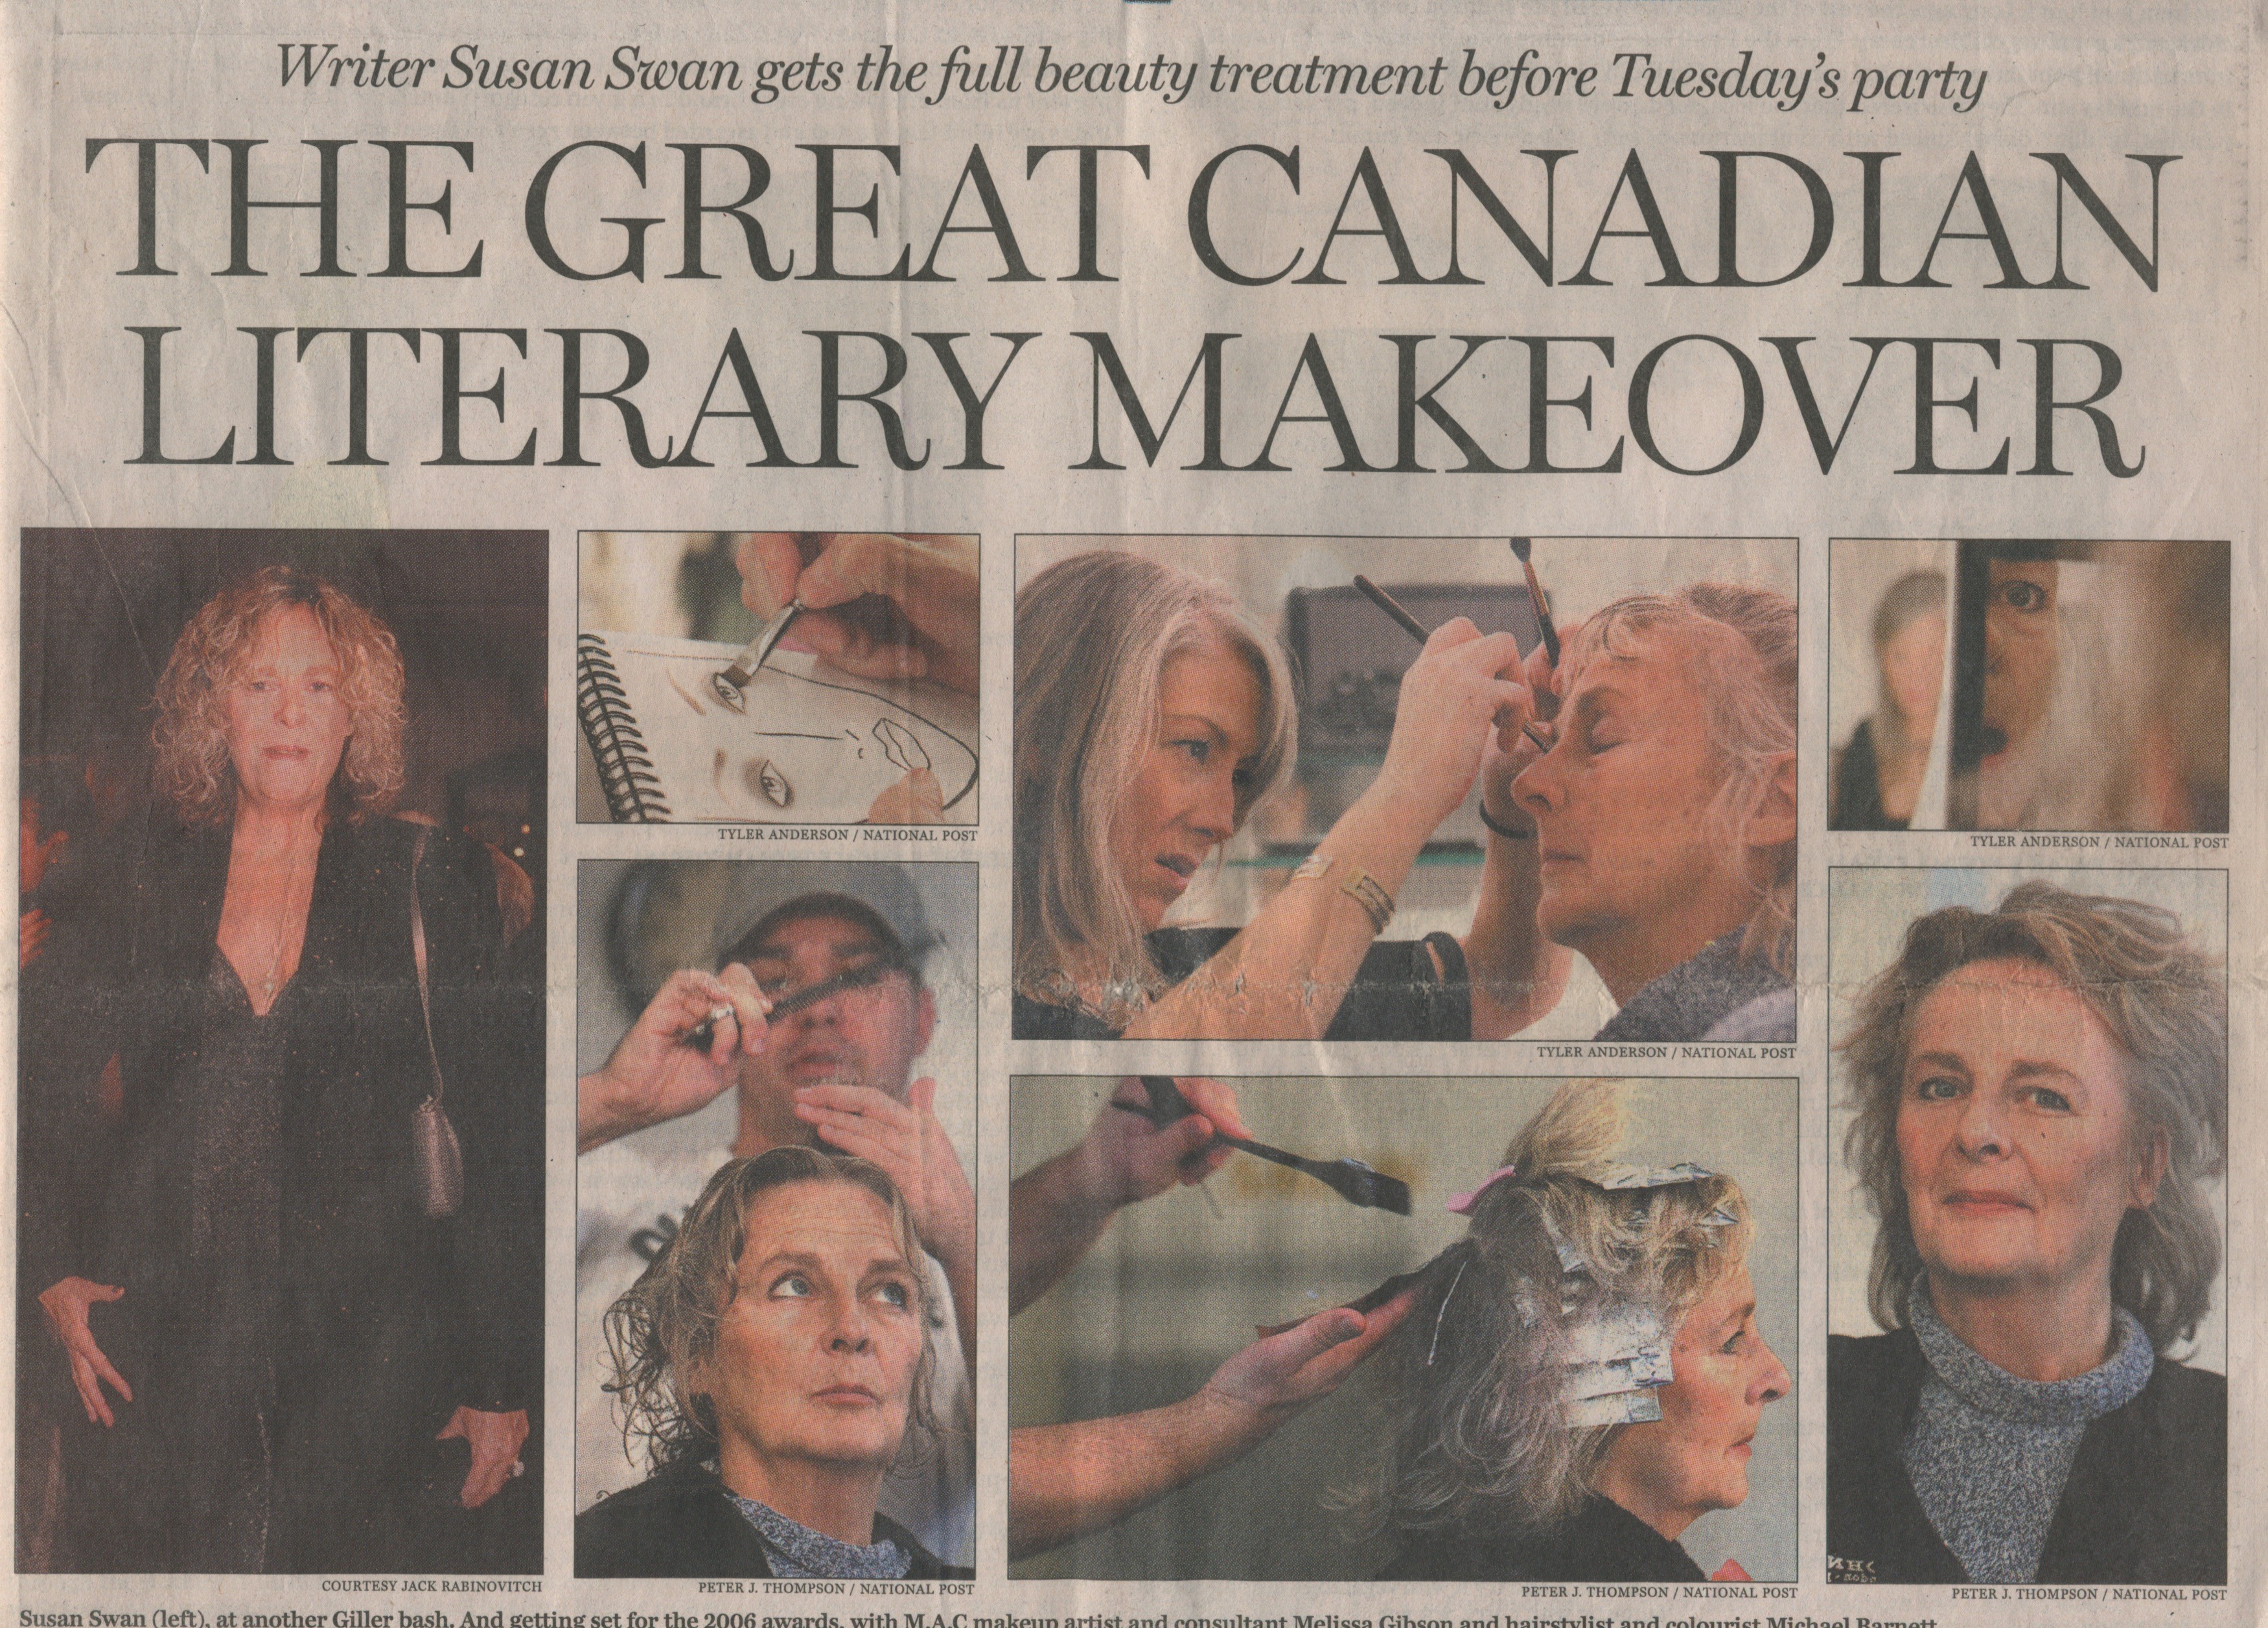 Writer Susan Swan gets the full beauty treatment before Tuesday's party
THE GREAT CANADIAN
LITERARY MAKEOVER
TYLER ANDERSON / NATIONAL POST
TYLER ANDERSON / NATIONAL POST
TYLER ANDERSON / NATIONAL POST
COURTESY JACK RABINOVITCH
PETER J. THOMPSON / NATIONAL POST
PETER J. THOMPSON / NATIONAL POST
PETER J. THOMPSON / NATIONAL POST
Susan Swan (left), at another Giller bash. And getting set for the 2006 awards, with M.A.C makeup artist and consultant Melissa Gibson and hairstylist and colourist Michael Barnett.